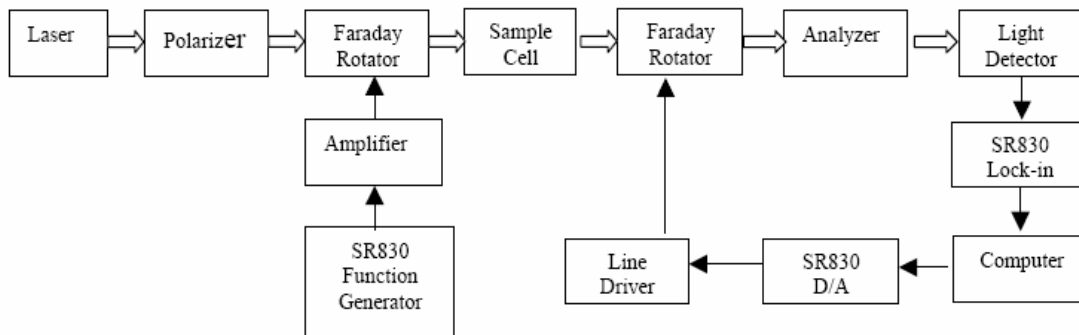 Laser
Polarizer
Faraday
Rotator
Sample
Cell
Faraday
Rotator
Analyzer
Light
Detector
Amplifier
SR830
Lock-in
SR830
Function
Generator
Line
Driver
SR830
D/A
Computer